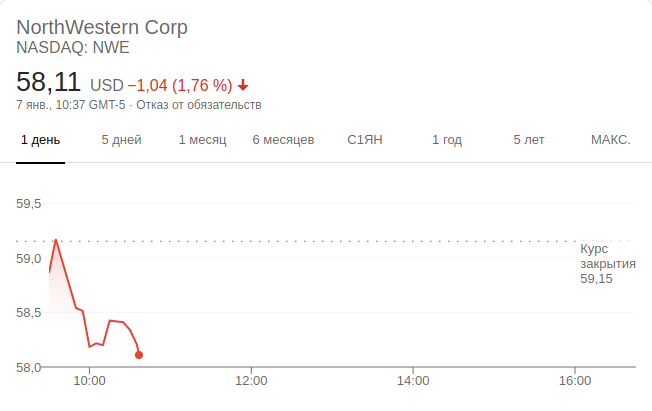 NorthWestern Corp
NASDAQ: NWE
58,11 USD −1,04 (1,76 %)
7 янв., 10:37 GMT-5 · Отказ от обязательств
1 день 5 дней 1 месяц 6 месяцев С1ЯН 1 год 5 лет МАКС.
59,5
59,0
58,5
58,0
Курс
закрытия
59,15
10:00 12:00 14:00 16:00